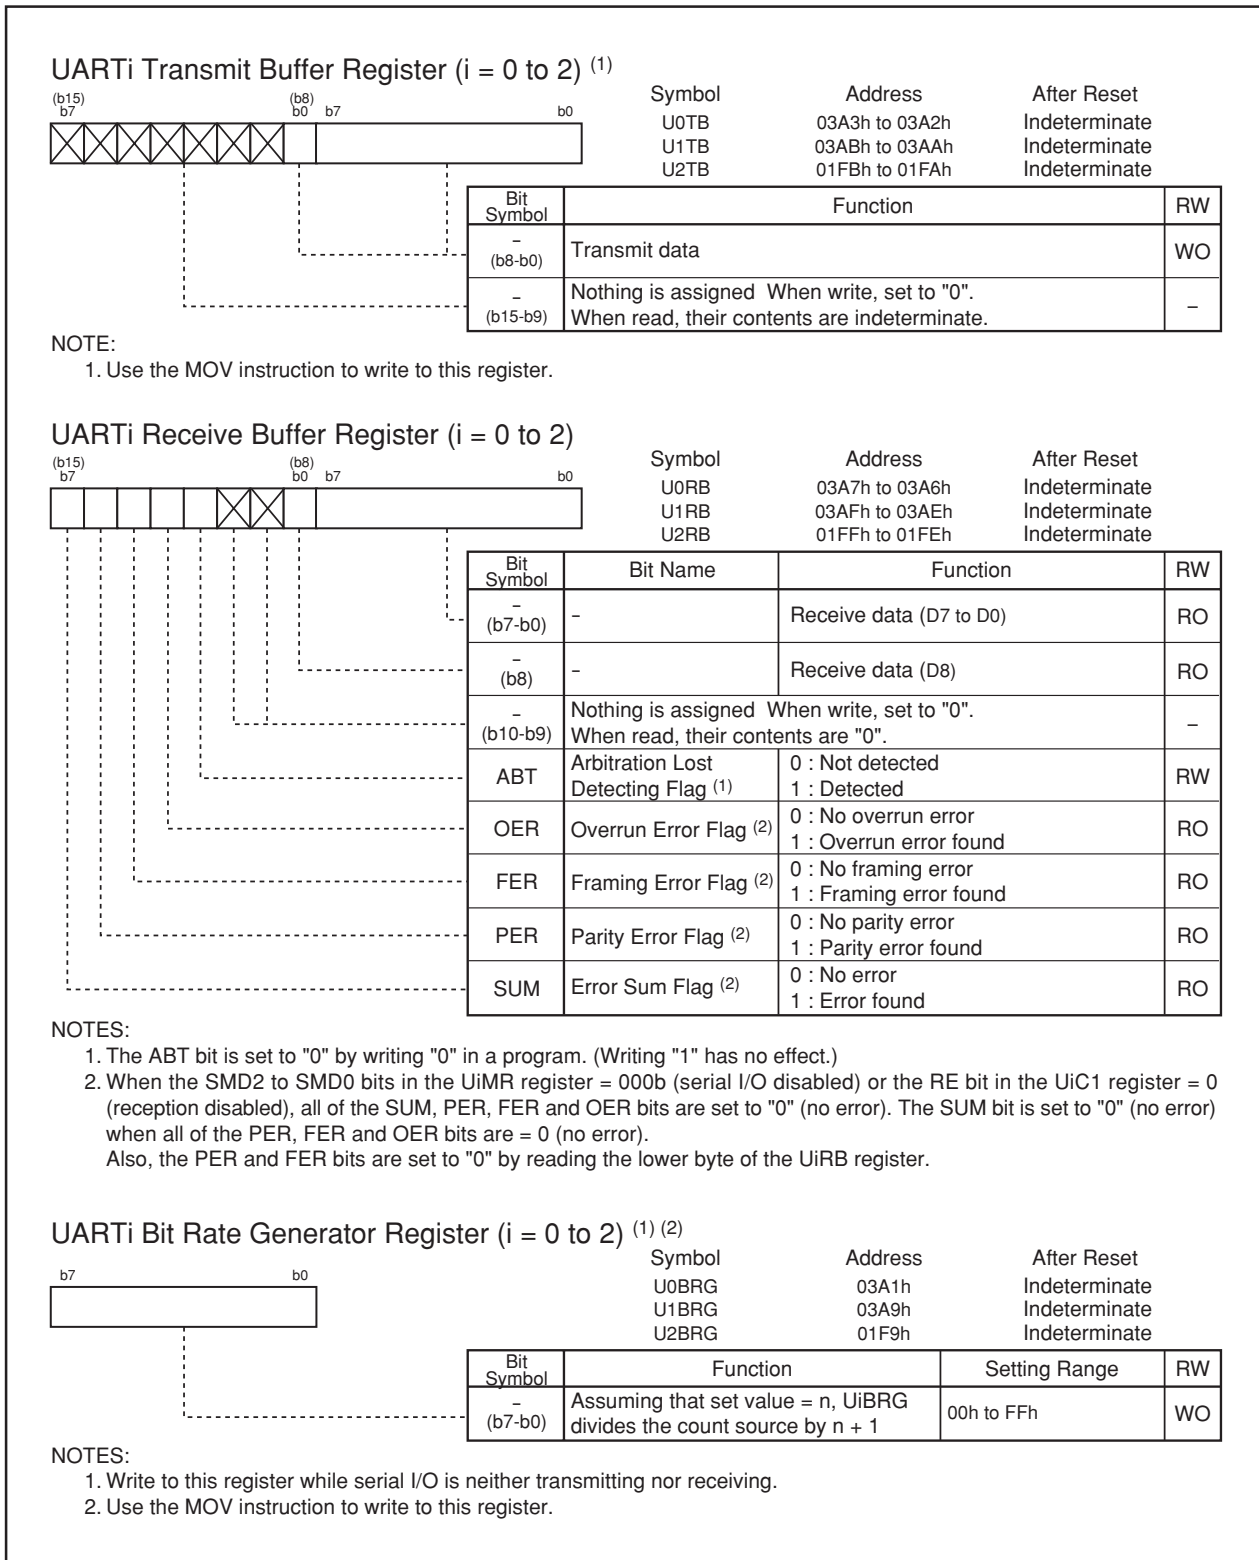 UARTi Transmit Buffer Register (i = 0 to 2) (1)
(b15) (b8)
b7 b0 b7 b0
Symbol Address After Reset
U0TB 03A3h to 03A2h Indeterminate
U1TB 03ABh to 03AAh Indeterminate
U2TB 01FBh to 01FAh Indeterminate
Bit Symbol Function RW
– (b8-b0) Transmit data WO
– (b15-b9) Nothing is assigned When write, set to "0".
When read, their contents are indeterminate. –
NOTE:
1. Use the MOV instruction to write to this register.
UARTi Receive Buffer Register (i = 0 to 2)
(b15) (b8)
b7 b0 b7 b0
Symbol Address After Reset
U0RB 03A7h to 03A6h Indeterminate
U1RB 03AFh to 03AEh Indeterminate
U2RB 01FFh to 01FEh Indeterminate
Bit Symbol Bit Name Function RW
– (b7-b0) – Receive data (D7 to D0) RO
– (b8) – Receive data (D8) RO
– (b10-b9) Nothing is assigned When write, set to "0".
When read, their contents are "0". –
ABT Arbitration Lost Detecting Flag (1) 0 : Not detected
1 : Detected RW
OER Overrun Error Flag (2) 0 : No overrun error
1 : Overrun error found RO
FER Framing Error Flag (2) 0 : No framing error
1 : Framing error found RO
PER Parity Error Flag (2) 0 : No parity error
1 : Parity error found RO
SUM Error Sum Flag (2) 0 : No error
1 : Error found RO
NOTES:
1. The ABT bit is set to "0" by writing "0" in a program. (Writing "1" has no effect.)
2. When the SMD2 to SMD0 bits in the UiMR register = 000b (serial I/O disabled) or the RE bit in the UiC1 register = 0
(reception disabled), all of the SUM, PER, FER and OER bits are set to "0" (no error). The SUM bit is set to "0" (no error)
when all of the PER, FER and OER bits are = 0 (no error).
Also, the PER and FER bits are set to "0" by reading the lower byte of the UiRB register.
UARTi Bit Rate Generator Register (i = 0 to 2) (1) (2)
b7 b0
Symbol Address After Reset
U0BRG 03A1h Indeterminate
U1BRG 03A9h Indeterminate
U2BRG 01F9h Indeterminate
Bit Symbol Function Setting Range RW
– (b7-b0) Assuming that set value = n, UiBRG
divides the count source by n + 1 00h to FFh WO
NOTES:
1. Write to this register while serial I/O is neither transmitting nor receiving.
2. Use the MOV instruction to write to this register.